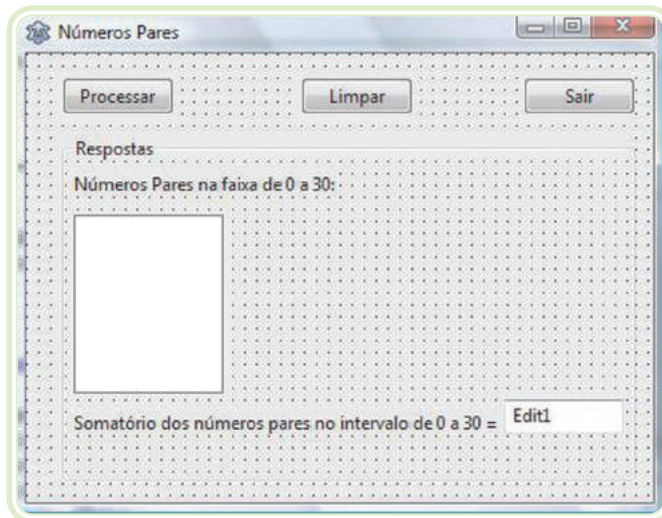 Números Pares
Processar
Limpar
Sair
Respostas
Números Pares na faixa de 0 a 30:
Somatório dos números pares no intervalo de 0 a 30 =
Edit1